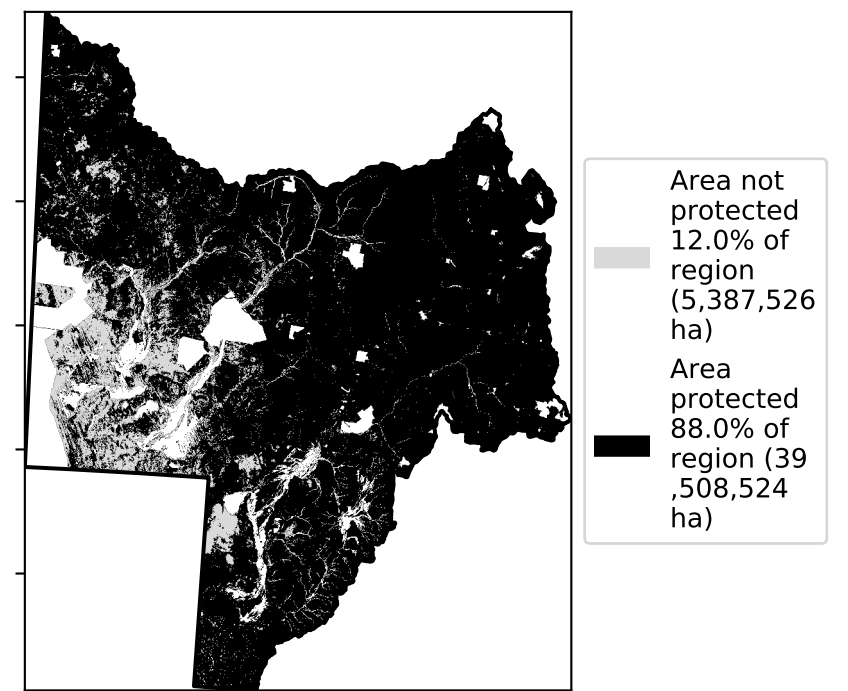 Area not
protected
12.0% of
region
(5,387,526
ha)
Area
protected
88.0% of
region (39
,508,524
ha)